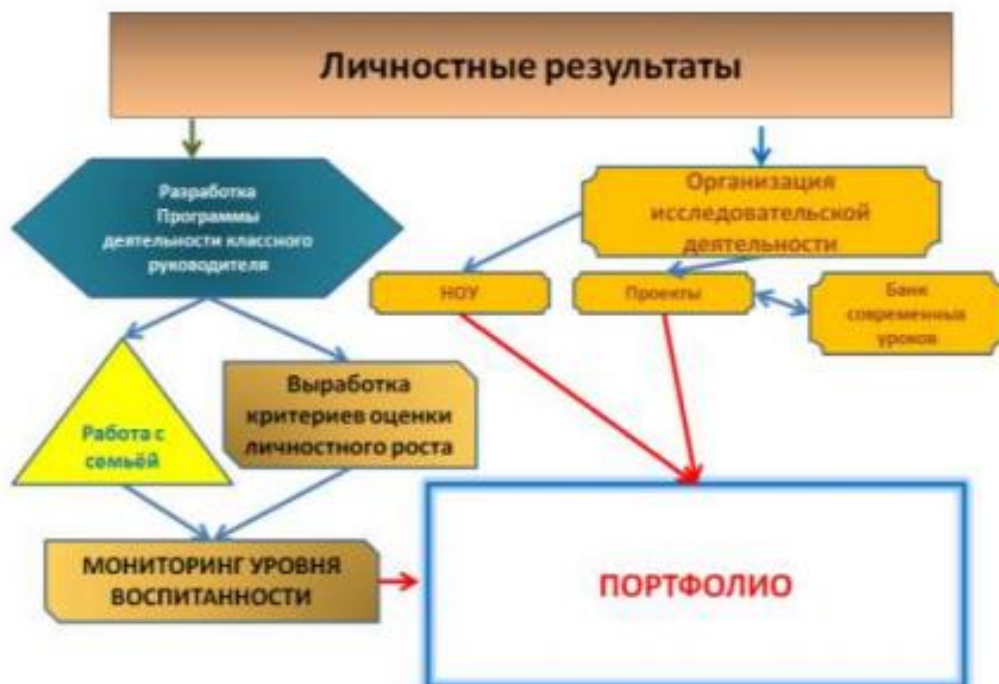 Личностные результаты
Разработка
Программы
деятельности классного
руководителя
Организация
исследовательской
деятельности
НОУ
Проекты
Банк
современных
уроков
Выработка
критериев оценки
личностного роста
Работа с
семьёй
МОНИТОРИНГ УРОВНЯ
ВОСПИТАННОСТИ
ПОРТФОЛИО